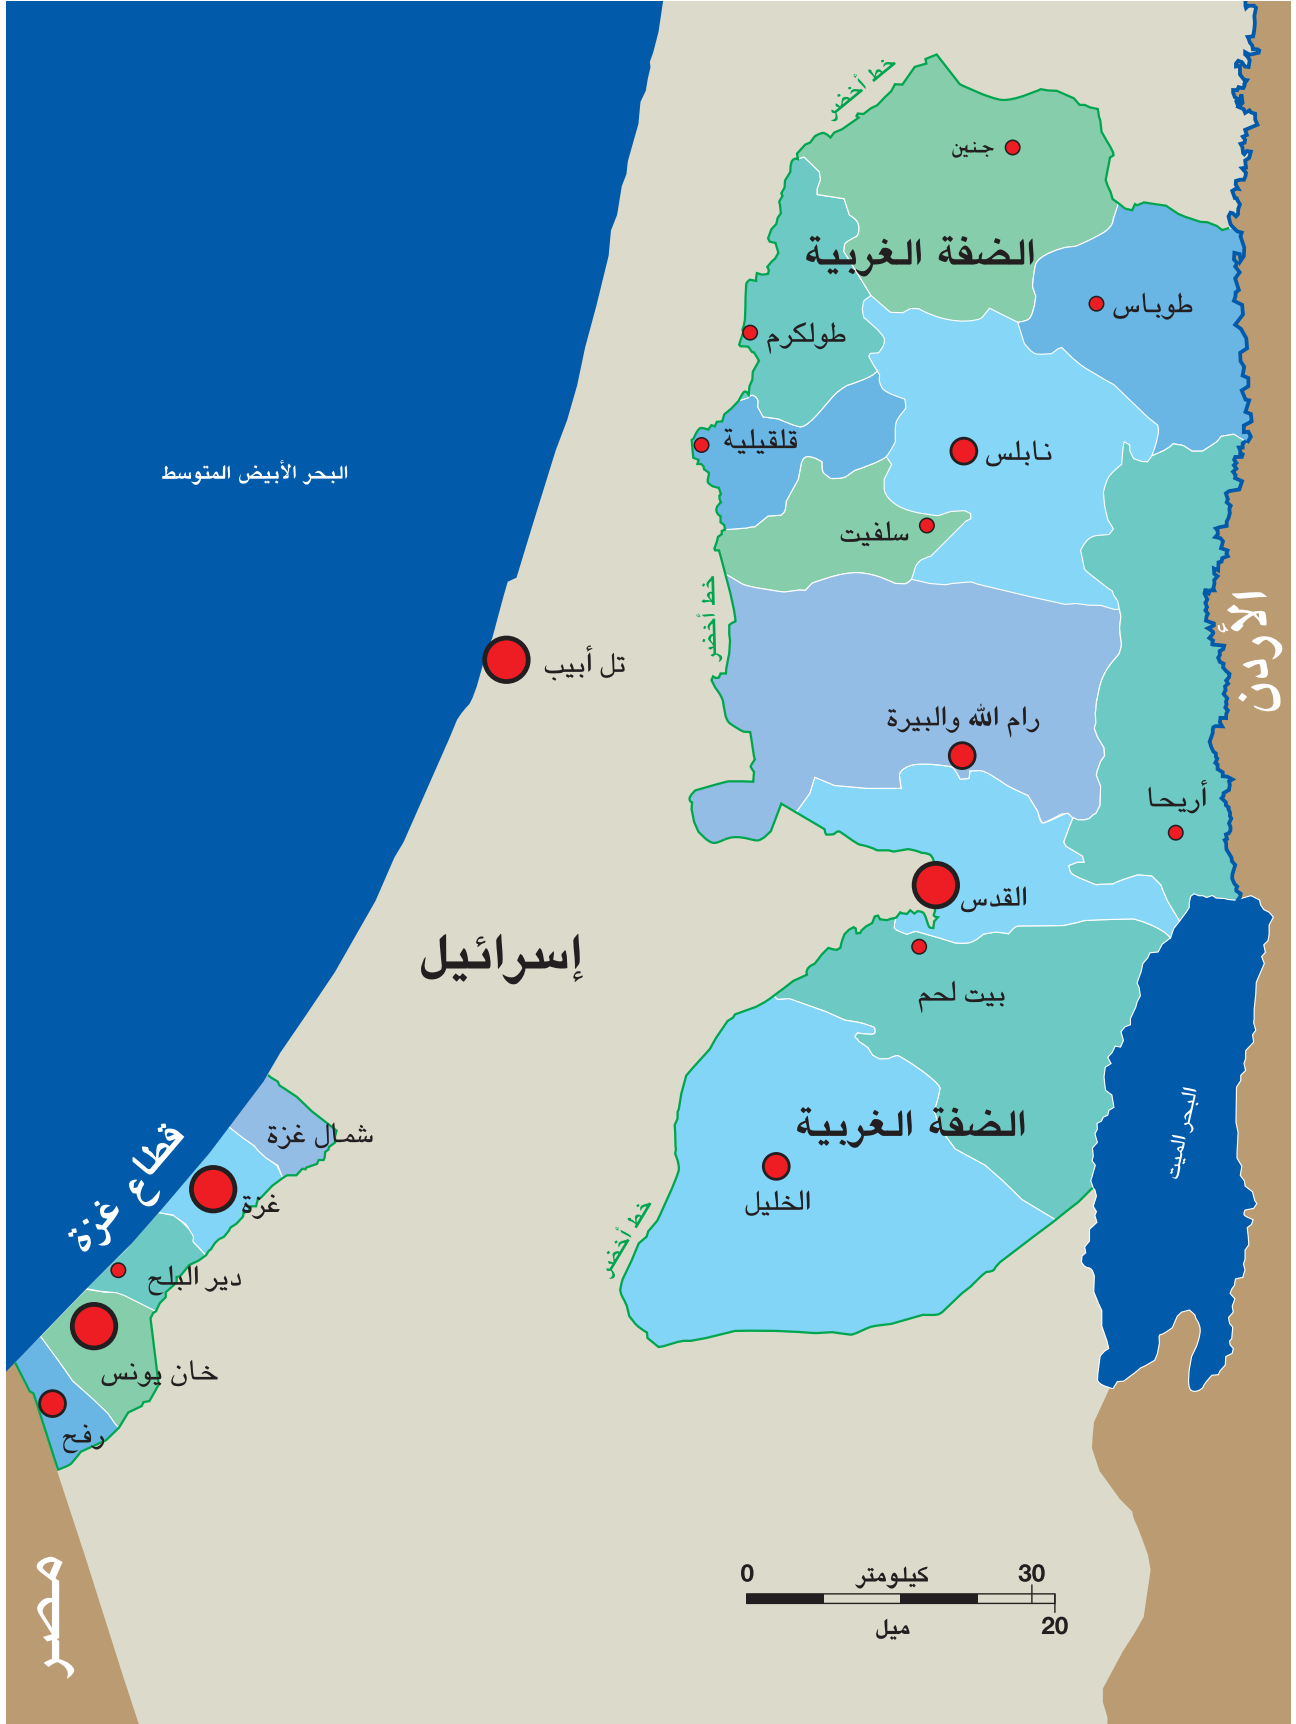 خط أخضر
جنين
الضفة الغربية
طوباس
طولكرم
قلقيلية
نابلس
البحر الأبيض المتوسط
سلفيت
خط أخضر
الأردن
تل أبيب
رام الله والبيرة
أريحا
القدس
إسرائيل
بيت لحم
الضفة الغربية
البحر الميت
شمال غزة
قطاع غزة
الخليل
غزة
خط أخضر
دير البلح
خان يونس
رفح
مصر
0 كيلومتر 30
ميل 20